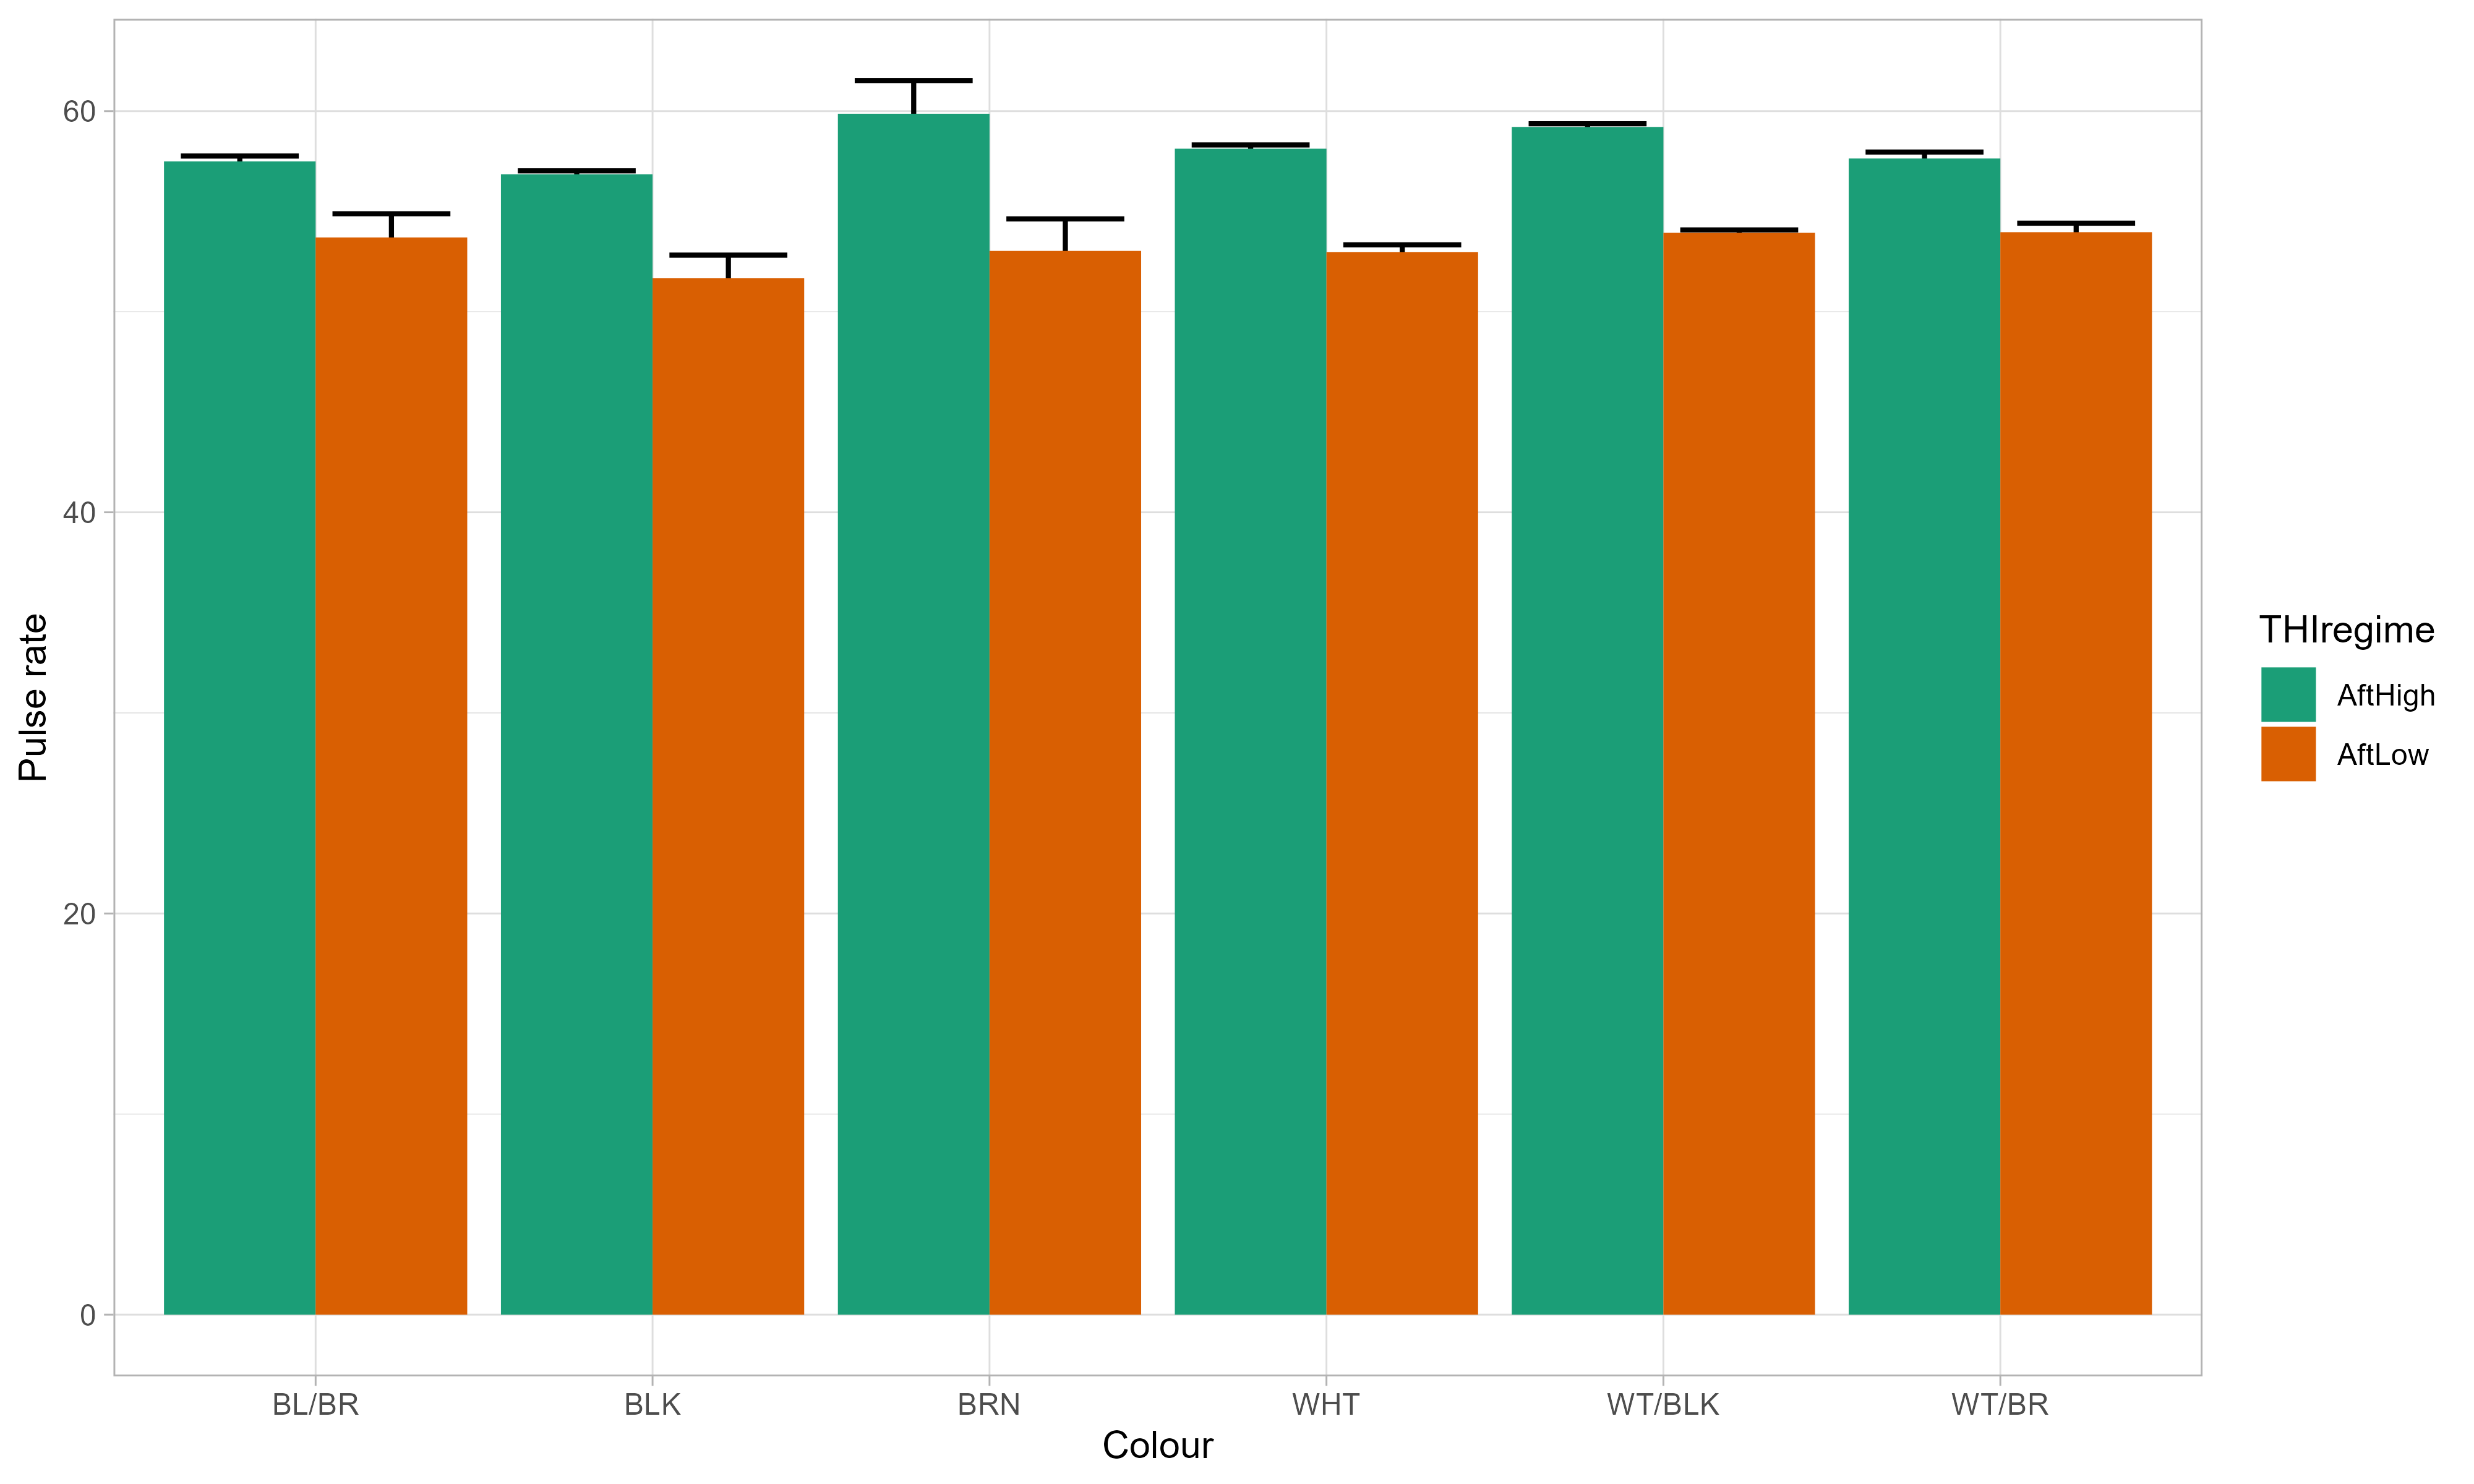 60
40
20
0
Pulse rate
BL/BR BLK BRN WHT WT/BLK WT/BR
Colour
THIregime
AftHigh
AftLow